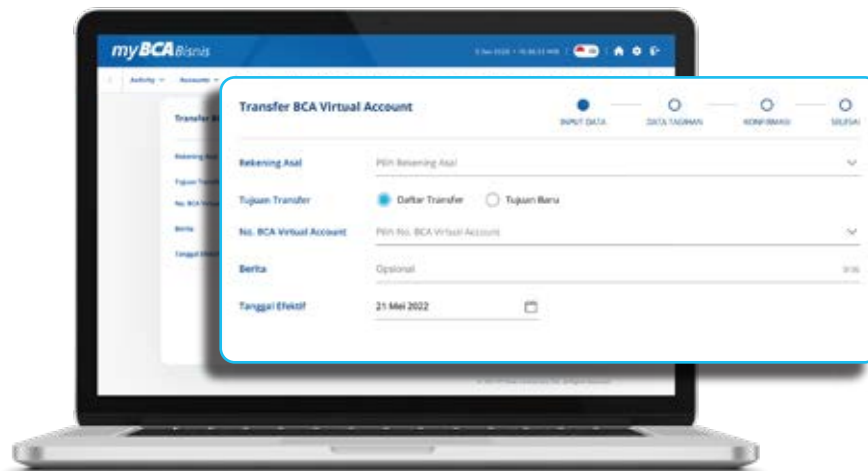 myBCA Bisnis
Activity Accounts
Transfer BCA Virtual Account
INPUT DATA
DATA TAGIHAN
KONFIRMASI
SELESAI
Rekening Asal
Pilih Rekening Asal
Tujuan Transfer
Daftar Transfer
Tujuan Baru
No. BCA Virtual Account
Pilih No. BCA Virtual Account
Berita
Opsional
Tanggal Efektif
21 Mei 2022